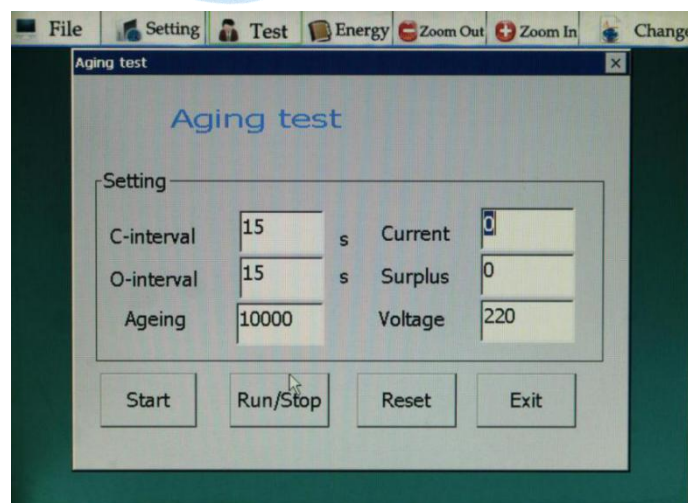 File Setting Test Energy Zoom Out Zoom In Change
Aging test
Aging test
Setting
C-interval 15 s Current 0
O-interval 15 s Surplus 0
Ageing 10000 Voltage 220
Start Run/Stop Reset Exit